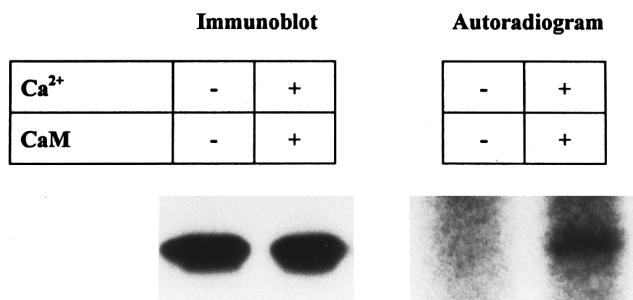 Immunoblot Autoradiogram
Ca²⁺ - + - +
CaM - + - +